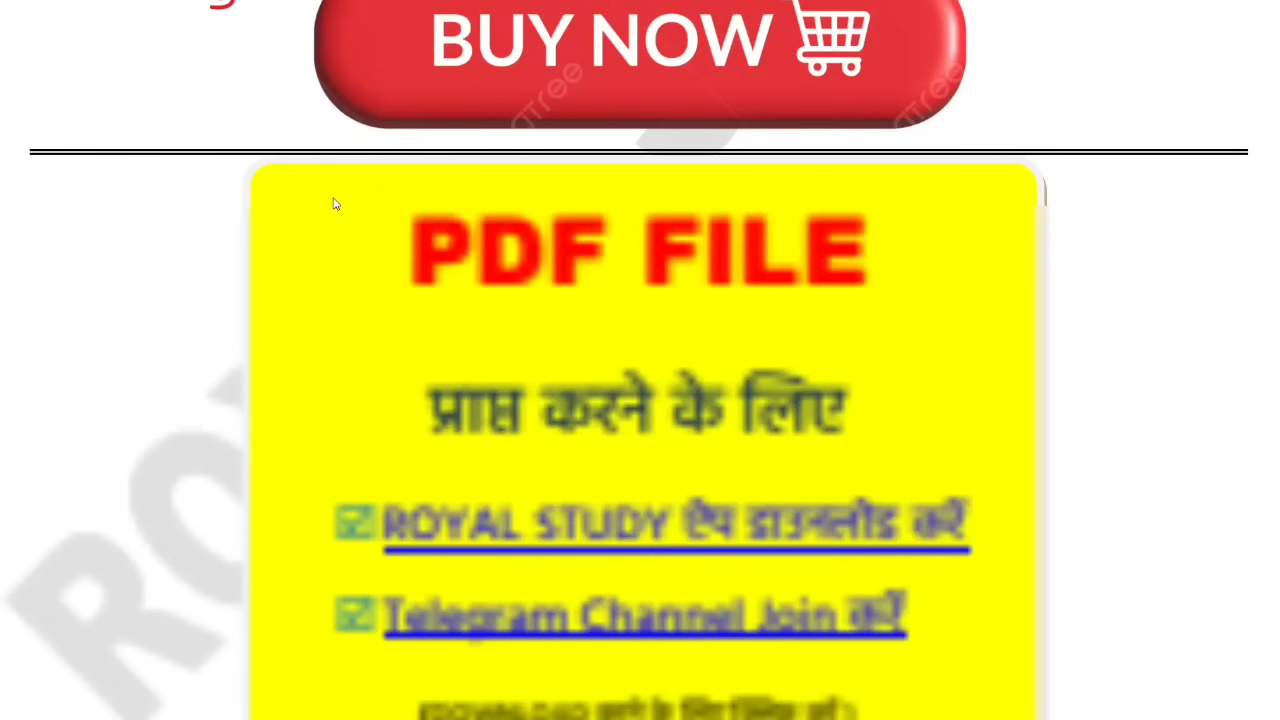 BUY NOW
PDF FILE
प्राप्त करने के लिए
☑ROYAL STUDY ऐप डाउनलोड करें
☑Telegram Channel Join करें